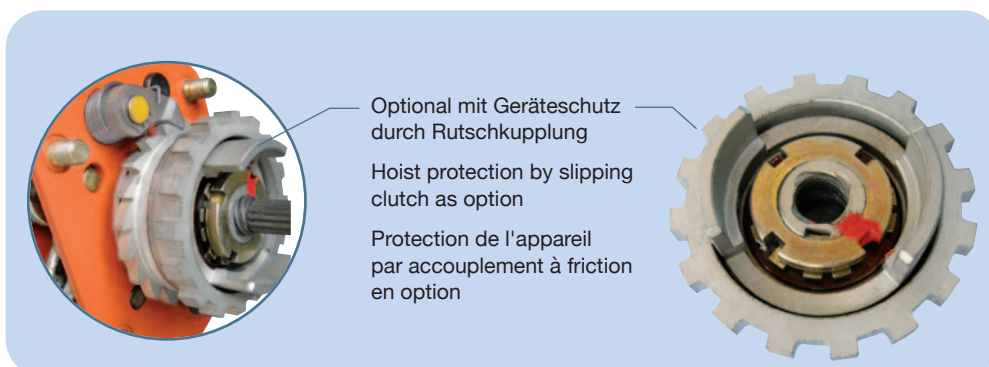 Optional mit Geräteschutz
durch Rutschkupplung
Hoist protection by slipping
clutch as option
Protection de l'appareil
par accouplement à friction
en option